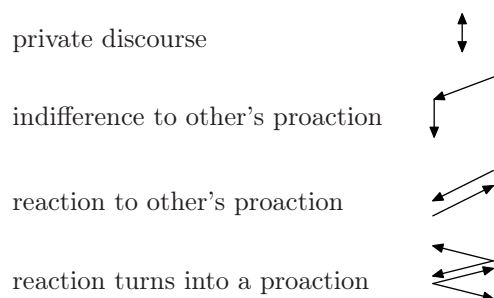 private discourse
indifference to other's proaction
reaction to other's proaction
reaction turns into a proaction